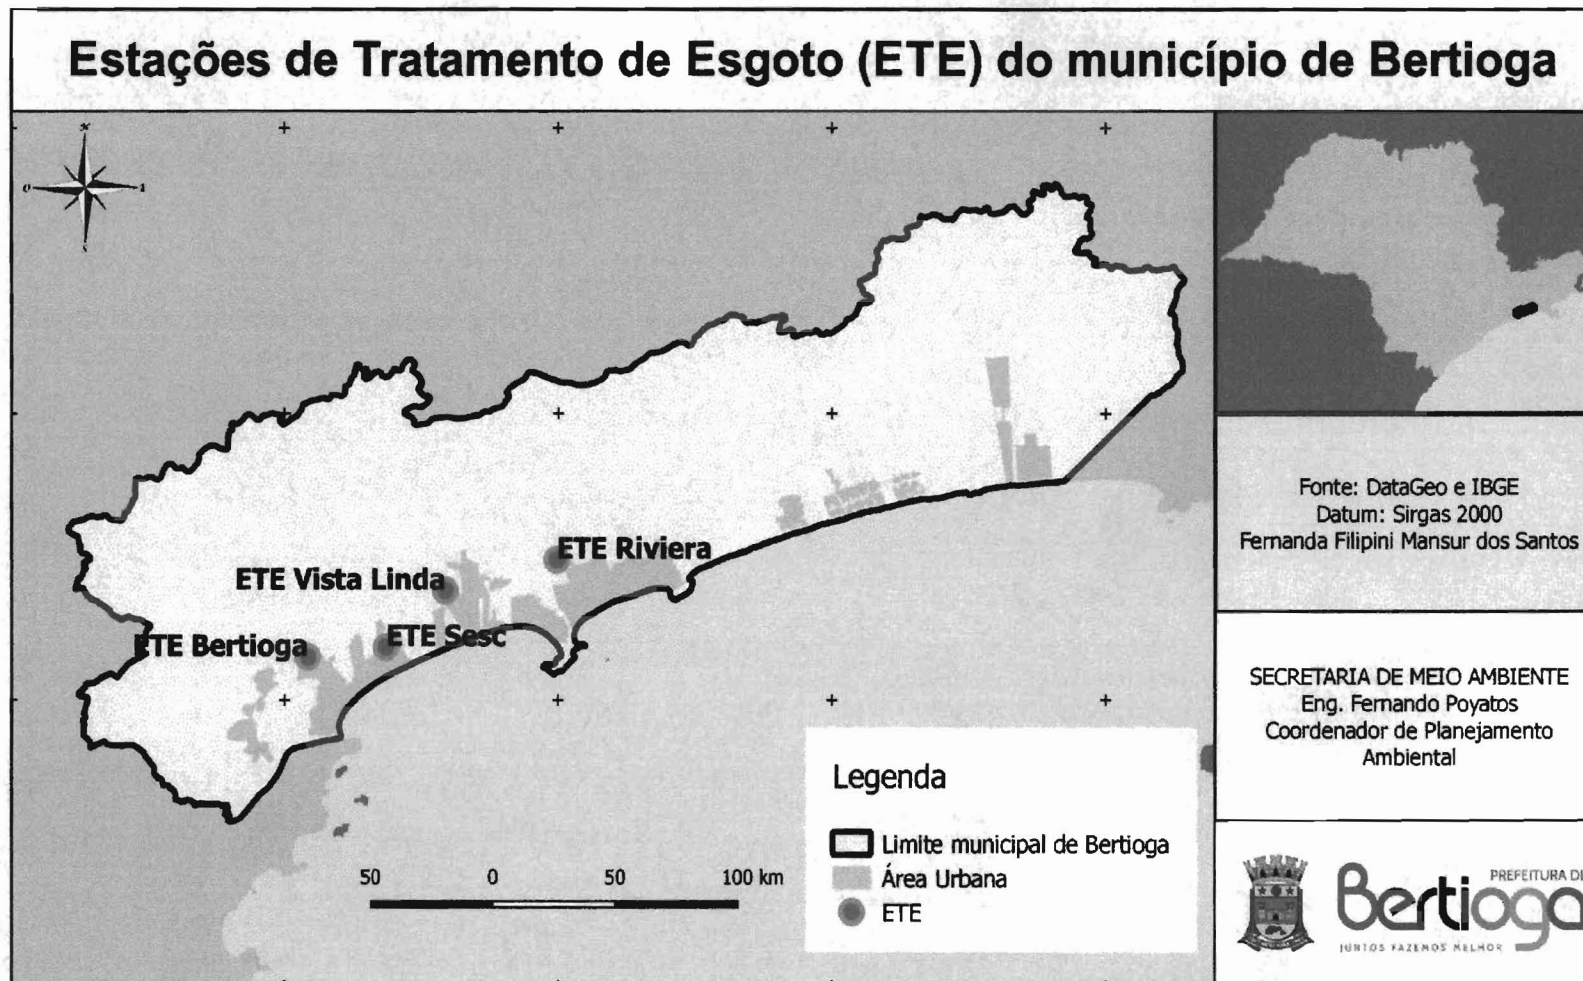 Estações de Tratamento de Esgoto (ETE) do município de Bertioga
N
O
S
ETE Riviera
ETE Vista Linda
ETE Sesc
ETE Bertioga
Legenda
Limite municipal de Bertioga
Área Urbana
ETE
50 0 50 100 km
Fonte: DataGeo e IBGE
Datum: Sirgas 2000
Fernanda Filipini Mansur dos Santos
SECRETARIA DE MEIO AMBIENTE
Eng. Fernando Poyatos
Coordenador de Planejamento
Ambiental
PREFEITURA DE
Bertioga
JUNTOS FAZEMOS MELHOR